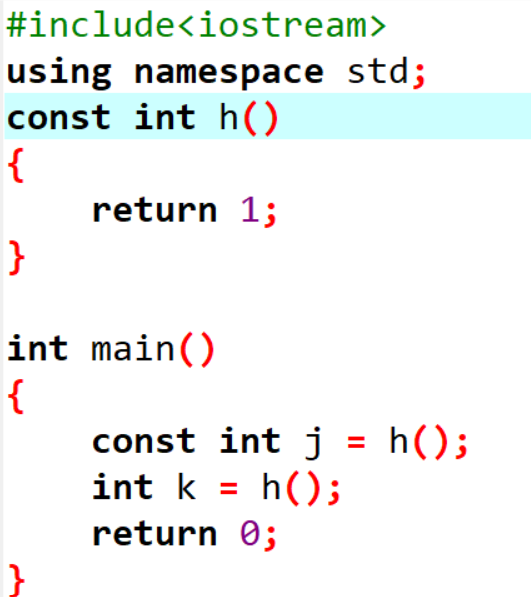 #include<iostream>
using namespace std;
const int h()
{
    return 1;
}

int main()
{
    const int j = h();
    int k = h();
    return 0;
}